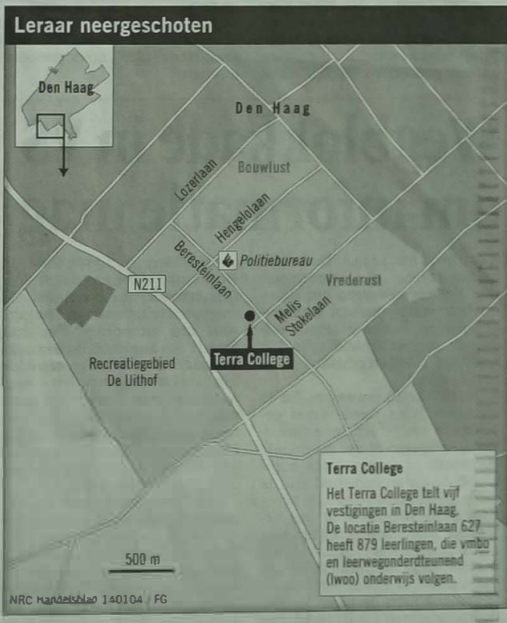 Leraar neergeschoten
Den Haag
Den Haag
Lozerlaan
Bouwlust
Hengelolaan
Beresteinlaan
Politiebureau
N211
Vrederust
Melis
Stokelaan
Terra College
Recreatiegebied
De Uithof
Terra College
Het Terra College telt vijf
vestigingen in Den Haag.
De locatie Beresteinlaan 627
heeft 879 leerlingen, die vmbo
en leerwegonderdteunend
(lwoo) onderwijs volgen.
500 m
NRC Handelsblad 140104 / FG